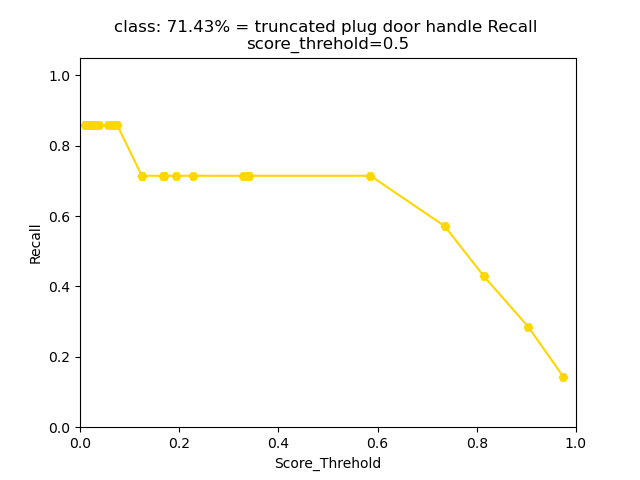 class: 71.43% = truncated plug door handle Recall
score_threhold=0.5
1.0
0.8
0.6
0.4
0.2
0.0
Recall
0.0 0.2 0.4 0.6 0.8 1.0
Score_Threhold